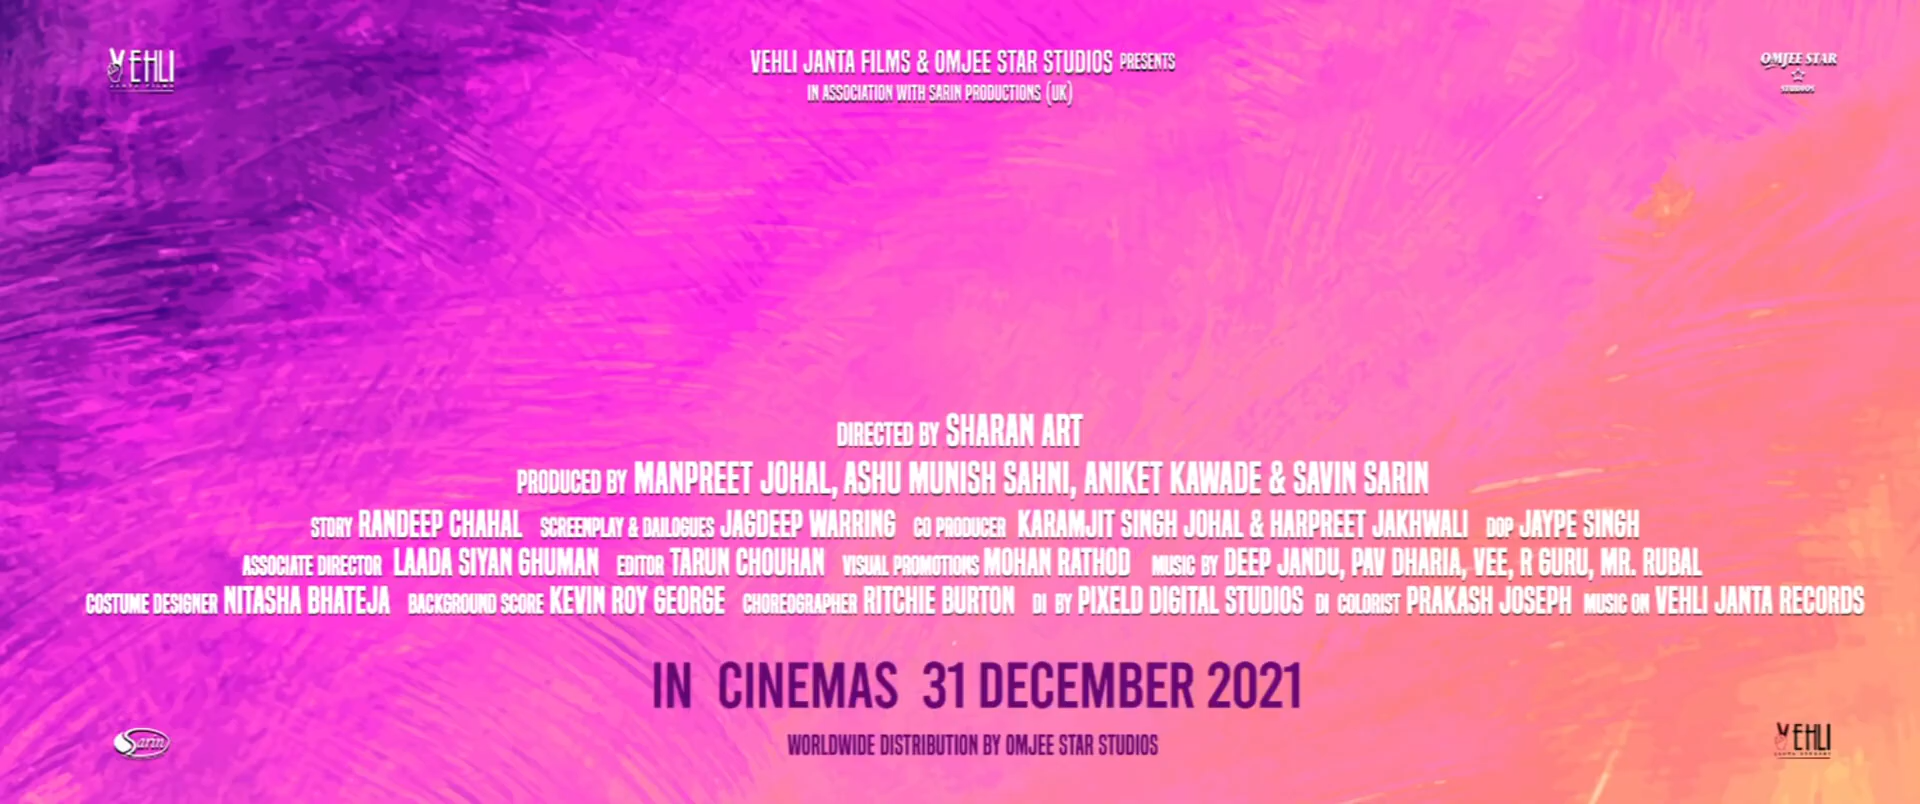 VEHLI
JANTA FILMS
VEHLI JANTA FILMS & OMJEE STAR STUDIOS PRESENTS
IN ASSOCIATION WITH SARIN PRODUCTIONS (UK)
OMJEE STAR
STUDIOS
DIRECTED BY SHARAN ART
PRODUCED BY MANPREET JOHAL, ASHU MUNISH SAHNI, ANIKET KAWADE & SAVIN SARIN
STORY RANDEEP CHAHAL SCREENPLAY & DAILOGUES JAGDEEP WARRING CO PRODUCER KARAMJIT SINGH JOHAL & HARPREET JAKHWALI DOP JAYPE SINGH
ASSOCIATE DIRECTOR LAADA SIYAN GHUMAN EDITOR TARUN CHOUHAN VISUAL PROMOTIONS MOHAN RATHOD MUSIC BY DEEP JANDU, PAV DHARIA, VEE, R GURU, MR. RUBAL
COSTUME DESIGNER NITASHA BHATEJA BACKGROUND SCORE KEVIN ROY GEORGE CHOREOGRAPHER RITCHIE BURTON DI BY PIXELD DIGITAL STUDIOS DI COLORIST PRAKASH JOSEPH MUSIC ON VEHLI JANTA RECORDS
IN CINEMAS 31 DECEMBER 2021
WORLDWIDE DISTRIBUTION BY OMJEE STAR STUDIOS
Sarin
VEHLI